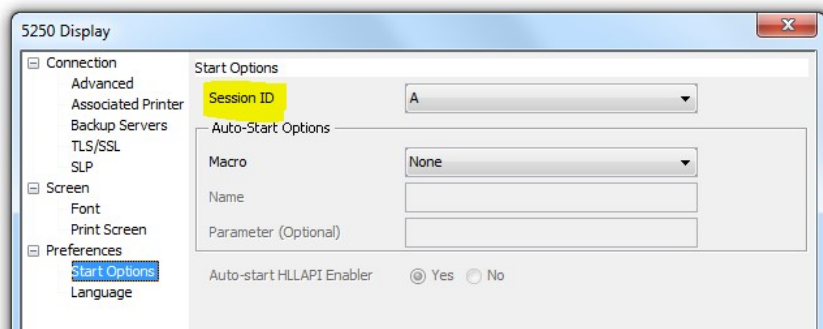 5250 Display
Connection
Advanced
Associated Printer
Backup Servers
TLS/SSL
SLP
Screen
Font
Print Screen
Preferences
Start Options
Language
Start Options
Session ID A
Auto-Start Options
Macro None
Name
Parameter (Optional)
Auto-start HLLAPI Enabler Yes No